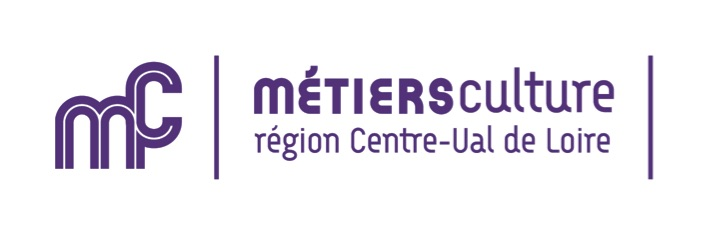 mc
MÉTIERSculture
région Centre-Val de Loire